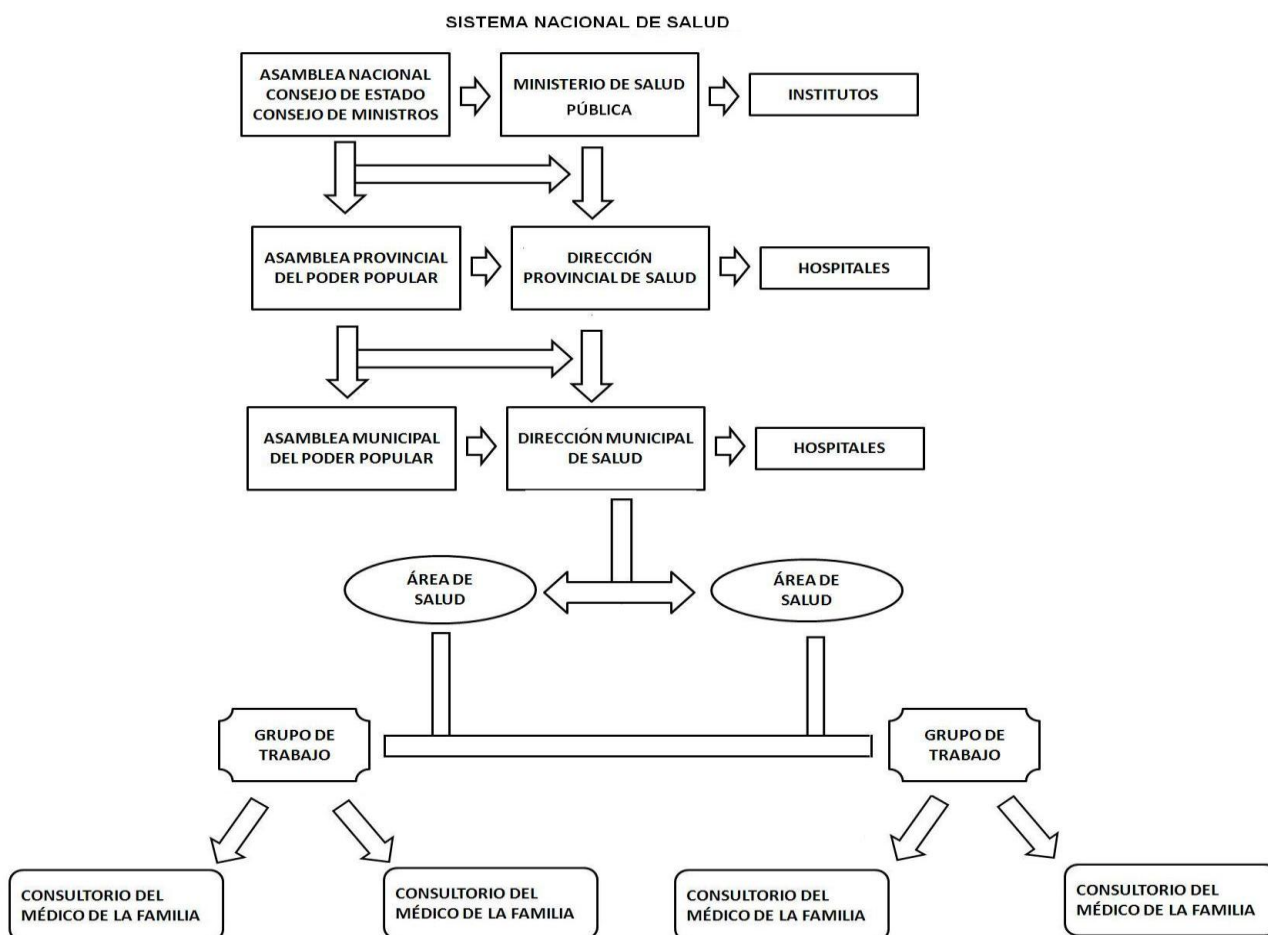 SISTEMA NACIONAL DE SALUD
ASAMBLEA NACIONAL
CONSEJO DE ESTADO
CONSEJO DE MINISTROS
MINISTERIO DE SALUD
PÚBLICA
INSTITUTOS
ASAMBLEA PROVINCIAL
DEL PODER POPULAR
DIRECCIÓN
PROVINCIAL DE SALUD
HOSPITALES
ASAMBLEA MUNICIPAL
DEL PODER POPULAR
DIRECCIÓN MUNICIPAL
DE SALUD
HOSPITALES
ÁREA DE
SALUD
ÁREA DE
SALUD
GRUPO DE
TRABAJO
GRUPO DE
TRABAJO
CONSULTORIO DEL
MÉDICO DE LA FAMILIA
CONSULTORIO DEL
MÉDICO DE LA FAMILIA
CONSULTORIO DEL
MÉDICO DE LA FAMILIA
CONSULTORIO DEL
MÉDICO DE LA FAMILIA